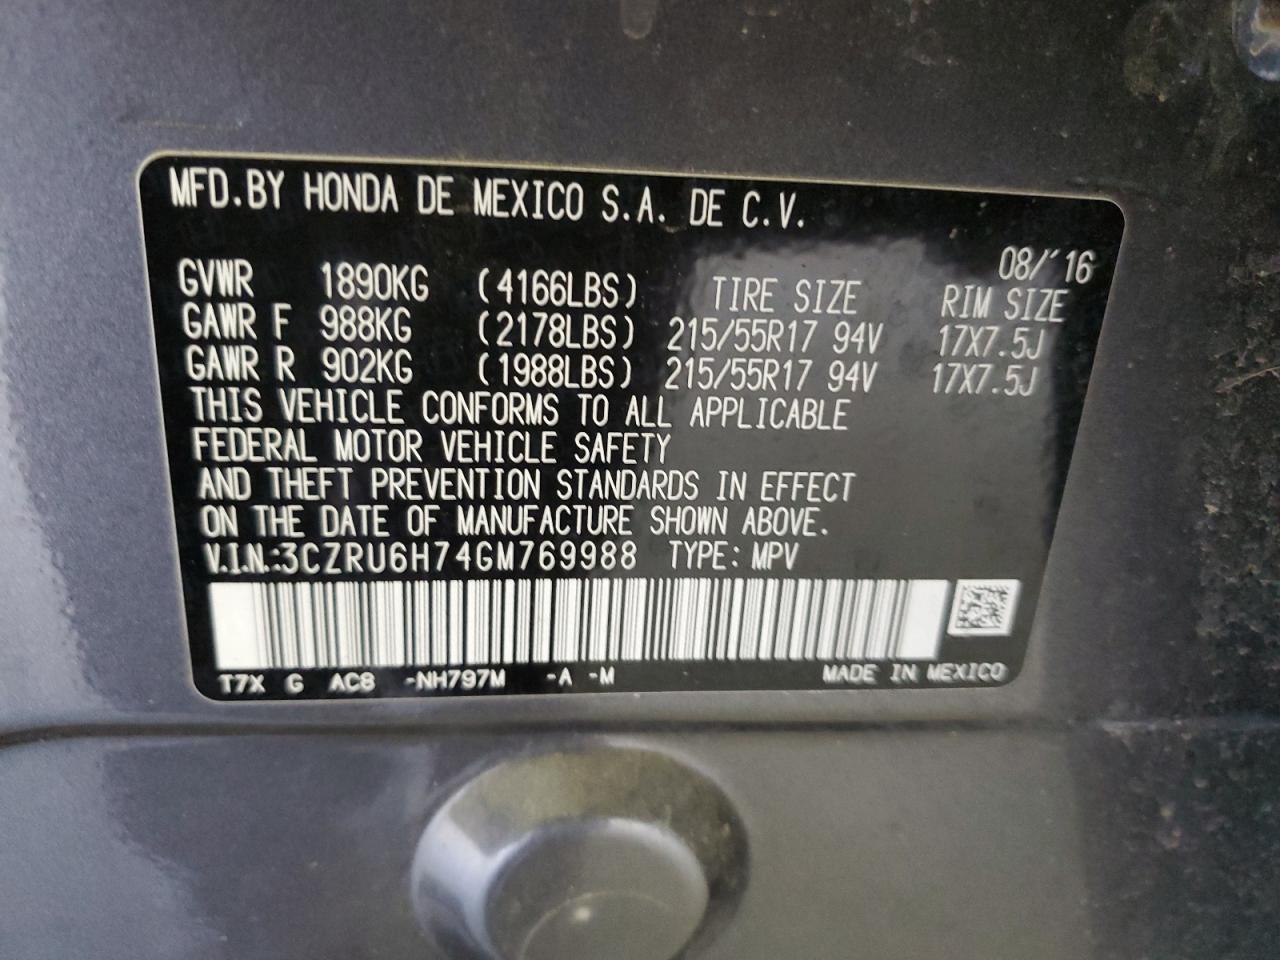 MFD.BY HONDA DE MEXICO S.A. DE C.V.
08/'16
GVWR 1890KG (4166LBS) TIRE SIZE RIM SIZE
GAWR F 988KG (2178LBS) 215/55R17 94V 17X7.5J
GAWR R 902KG (1988LBS) 215/55R17 94V 17X7.5J
THIS VEHICLE CONFORMS TO ALL APPLICABLE
FEDERAL MOTOR VEHICLE SAFETY
AND THEFT PREVENTION STANDARDS IN EFFECT
ON THE DATE OF MANUFACTURE SHOWN ABOVE.
V.I.N.:3CZRU6H74GM769988 TYPE: MPV
T7X G AC8 -NH797M -A -M MADE IN MEXICO